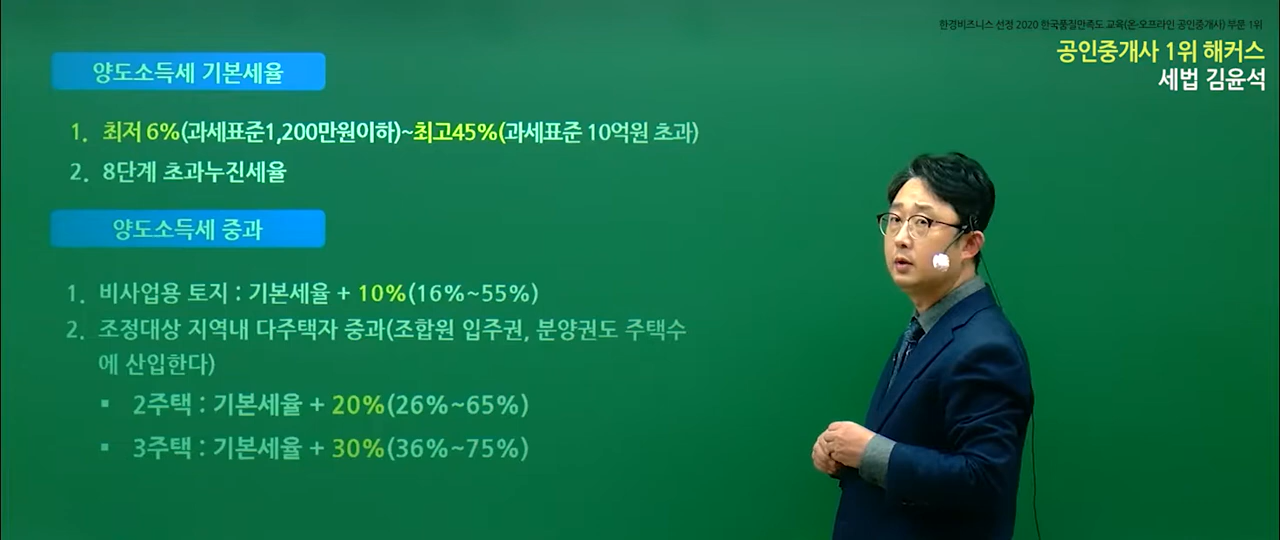 한경비즈니스 선정 2020 한국품질만족도 교육(온·오프라인 공인중개사) 부문 1위
공인중개사 1위 해커스
세법 김윤석
양도소득세 기본세율
1. 최저 6%(과세표준1,200만원이하)~최고45%(과세표준 10억원 초과)
2. 8단계 초과누진세율
양도소득세 중과
1. 비사업용 토지 : 기본세율 + 10%(16%~55%)
2. 조정대상 지역내 다주택자 중과(조합원 입주권, 분양권도 주택수
에 산입한다)
▪ 2주택 : 기본세율 + 20%(26%~65%)
▪ 3주택 : 기본세율 + 30%(36%~75%)